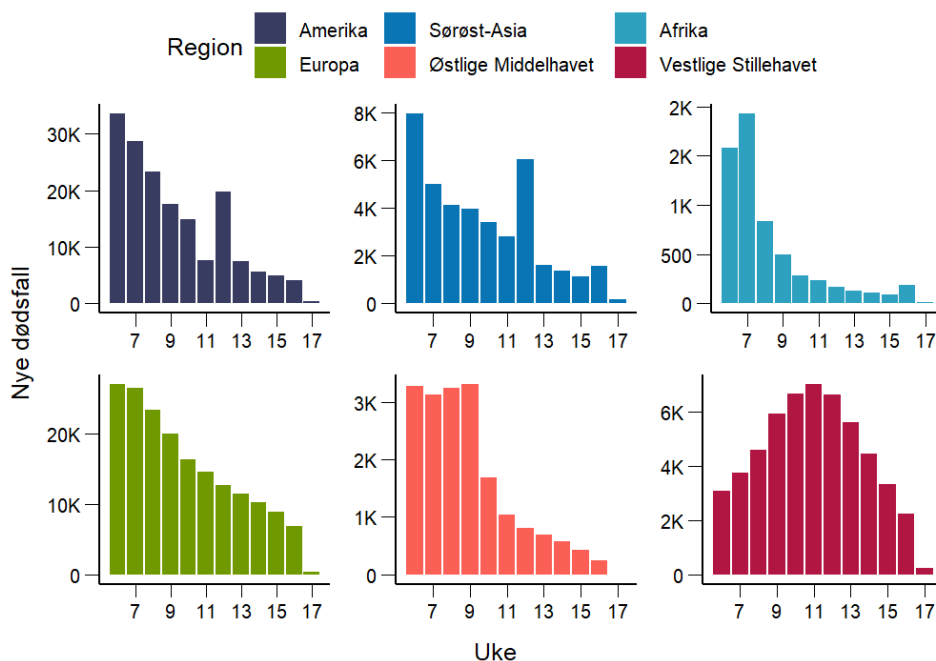 Region
Amerika
Sørøst-Asia
Afrika
Europa
Østlige Middelhavet
Vestlige Stillehavet
Nye dødsfall
30K
20K
10K
0
7 9 11 13 15 17
8K
6K
4K
2K
0
7 9 11 13 15 17
2K
2K
1K
500
0
7 9 11 13 15 17
20K
10K
0
7 9 11 13 15 17
3K
1K
0
7 9 11 13 15 17
6K
4K
2K
0
7 9 11 13 15 17
Uke